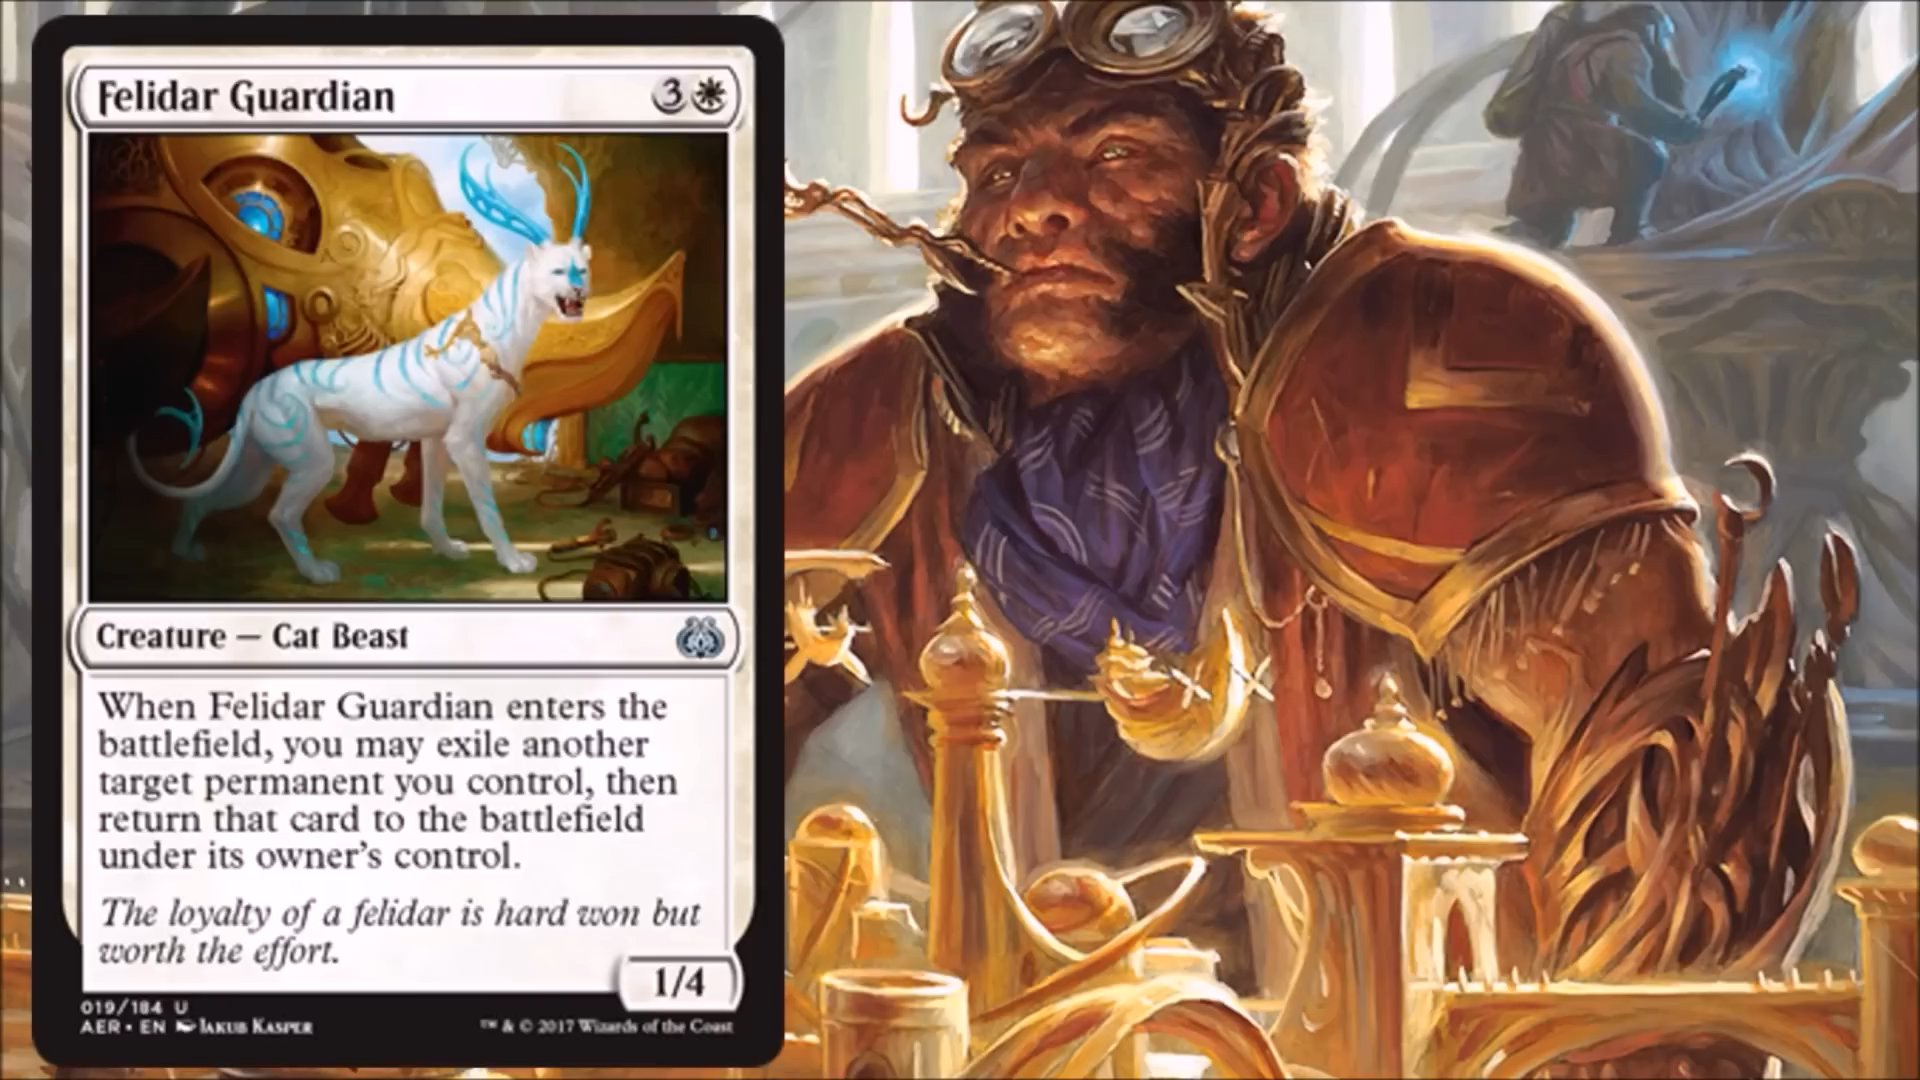 Felidar Guardian 3
Creature — Cat Beast
When Felidar Guardian enters the
battlefield, you may exile another
target permanent you control, then
return that card to the battlefield
under its owner's control.
The loyalty of a felidar is hard won but
worth the effort.
1/4
019/184 U
AER • EN JAKUB KASPER
™ & © 2017 Wizards of the Coast